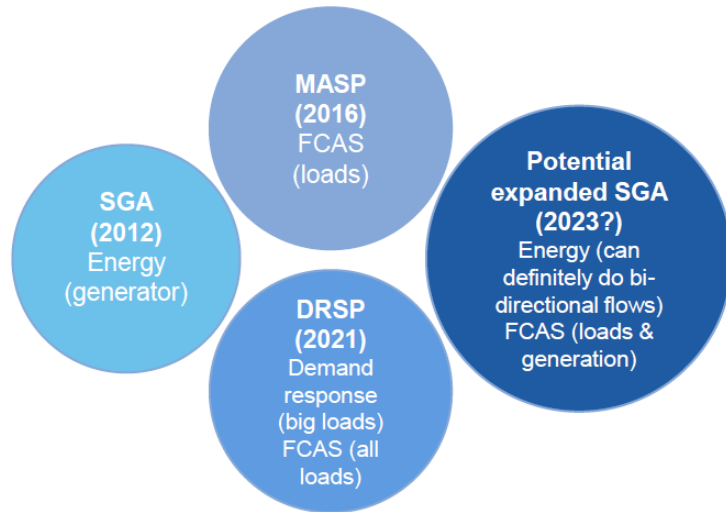 SGA
(2012)
Energy
(generator)
MASP
(2016)
FCAS
(loads)
DRSP
(2021)
Demand
response
(big loads)
FCAS (all
loads)
Potential
expanded SGA
(2023?)
Energy (can
definitely do bi-
directional flows)
FCAS (loads &
generation)